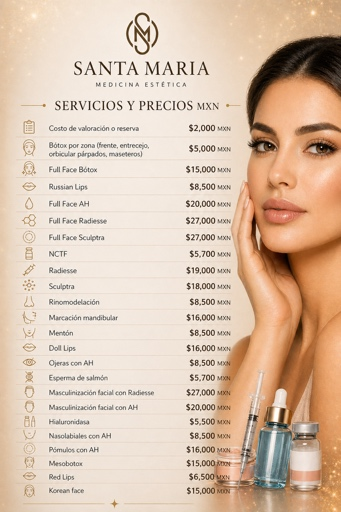 SM
SANTA MARIA
MEDICINA ESTÉTICA
SERVICIOS Y PRECIOS MXN
Costo de valoración o reserva $2,000 MXN
Bótox por zona (frente, entrecejo,
orbicular párpados, maseteros) $5,000 MXN
Full Face Bótox $15,000 MXN
Russian Lips $8,500 MXN
Full Face AH $20,000 MXN
Full Face Radiesse $27,000 MXN
Full Face Sculptra $27,000 MXN
NCTF $5,700 MXN
Radiesse $19,000 MXN
Sculptra $18,000 MXN
Rinomodelación $8,500 MXN
Marcación mandibular $16,000 MXN
Mentón $8,500 MXN
Doll Lips $16,000 MXN
Ojeras con AH $8,500 MXN
Esperma de salmón $5,700 MXN
Masculinización facial con Radiesse $27,000 MXN
Masculinización facial con AH $20,000 MXN
Hialuronidasa $5,500 MXN
Nasolabiales con AH $8,500 MXN
Pómulos con AH $16,000 MXN
Mesobotox $15,000 MXN
Red Lips $6,500 MXN
Korean face $15,000 MXN